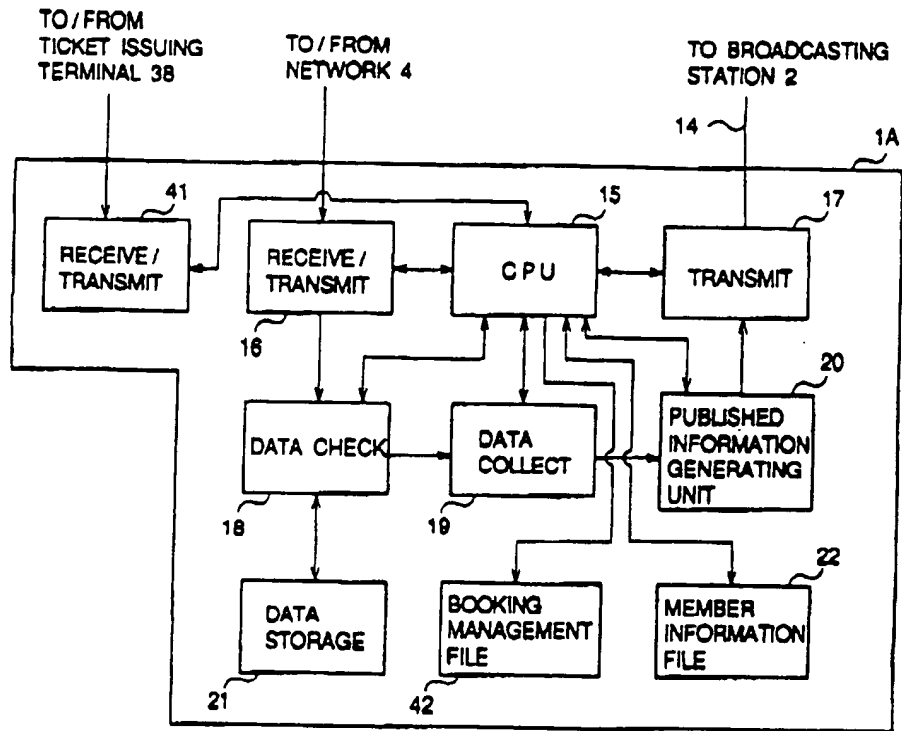 TO/FROM
TICKET ISSUING
TERMINAL 38
TO/FROM
NETWORK 4
TO BROADCASTING
STATION 2
14
1A
41
15
17
RECEIVE/
TRANSMIT
RECEIVE/
TRANSMIT
CPU
TRANSMIT
16
20
DATA CHECK
DATA
COLLECT
PUBLISHED
INFORMATION
GENERATING
UNIT
18
19
22
DATA
STORAGE
BOOKING
MANAGEMENT
FILE
MEMBER
INFORMATION
FILE
21
42